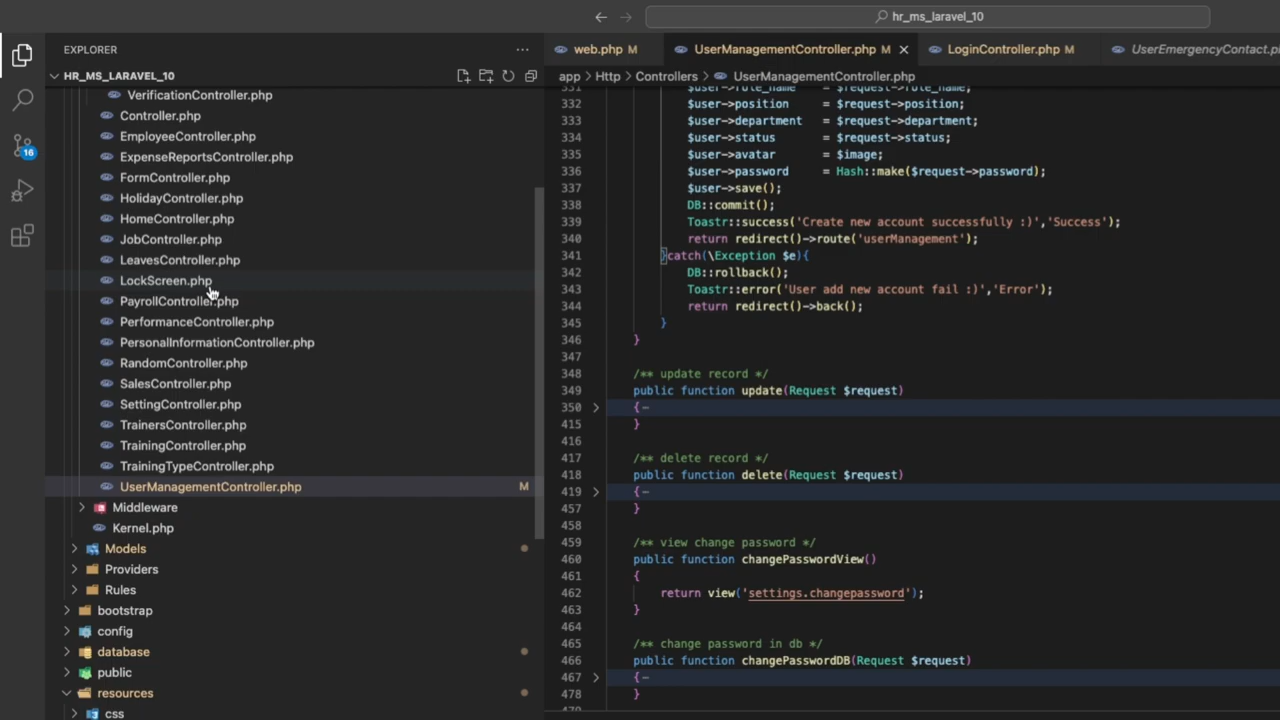 hr_ms_laravel_10
EXPLORER
web.php M
UserManagementController.php M
LoginController.php M
UserEmergencyContact.p
HR_MS_LARAVEL_10
app > Http > Controllers > UserManagementController.php
VerificationController.php
Controller.php
EmployeeController.php
ExpenseReportsController.php
FormController.php
HolidayController.php
HomeController.php
JobController.php
LeavesController.php
LockScreen.php
PayrollController.php
PerformanceController.php
PersonalInformationController.php
RandomController.php
SalesController.php
SettingController.php
TrainersController.php
TrainingController.php
TrainingTypeController.php
UserManagementController.php M
Middleware
Kernel.php
Models
Providers
Rules
bootstrap
config
database
public
resources
css
16
331 $user->role_name = $request->role_name;
332 $user->position = $request->position;
333 $user->department = $request->department;
334 $user->status = $request->status;
335 $user->avatar = $image;
336 $user->password = Hash::make($request->password);
337 $user->save();
338 DB::commit();
339 Toastr::success('Create new account successfully :)','Success');
340 return redirect()->route('userManagement');
341 }catch(\Exception $e){
342 DB::rollback();
343 Toastr::error('User add new account fail :)','Error');
344 return redirect()->back();
345 }
346 }
347
348 /** update record */
349 public function update(Request $request)
350 {
415 }
416
417 /** delete record */
418 public function delete(Request $request)
419 {
457 }
458
459 /** view change password */
460 public function changePasswordView()
461 {
462 return view('settings.changepassword');
463 }
464
465 /** change password in db */
466 public function changePasswordDB(Request $request)
467 {
478 }
479